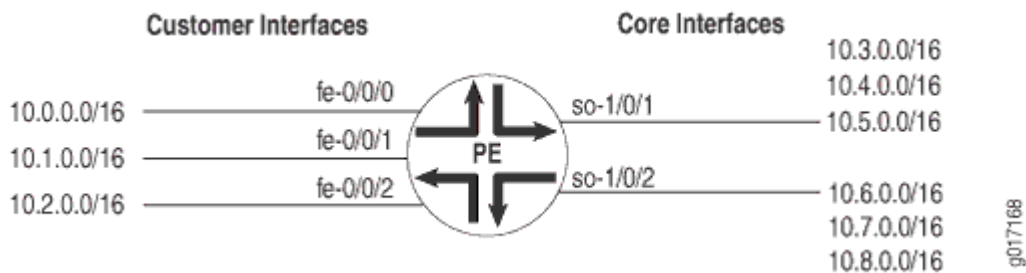 Customer Interfaces
Core Interfaces
10.0.0.0/16
fe-0/0/0
10.1.0.0/16
fe-0/0/1
10.2.0.0/16
fe-0/0/2
PE
so-1/0/1
10.3.0.0/16
10.4.0.0/16
10.5.0.0/16
so-1/0/2
10.6.0.0/16
10.7.0.0/16
10.8.0.0/16
g017168